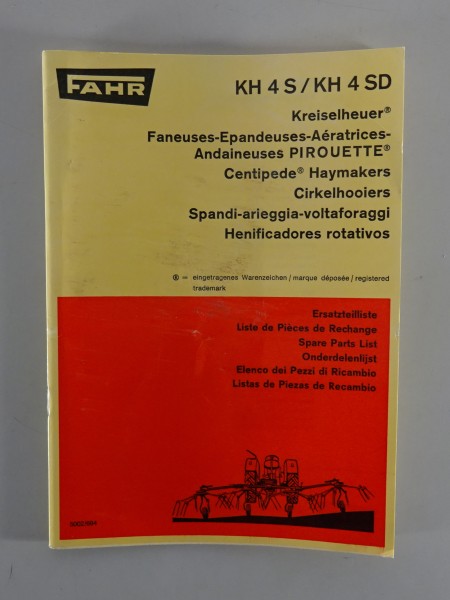 FAHR
KH 4 S / KH 4 SD
Kreiselheuer®
Faneuses-Epandeuses-Aératrices-
Andaineuses PIROUETTE®
Centipede® Haymakers
Cirkelhooiers
Spandi-arieggia-voltaforaggi
Henificadores rotativos
® = eingetragenes Warenzeichen / marque déposée / registered
trademark
Ersatzteilliste
Liste de Pièces de Rechange
Spare Parts List
Onderdelenlijst
Elenco dei Pezzi di Ricambio
Listas de Piezas de Recambio